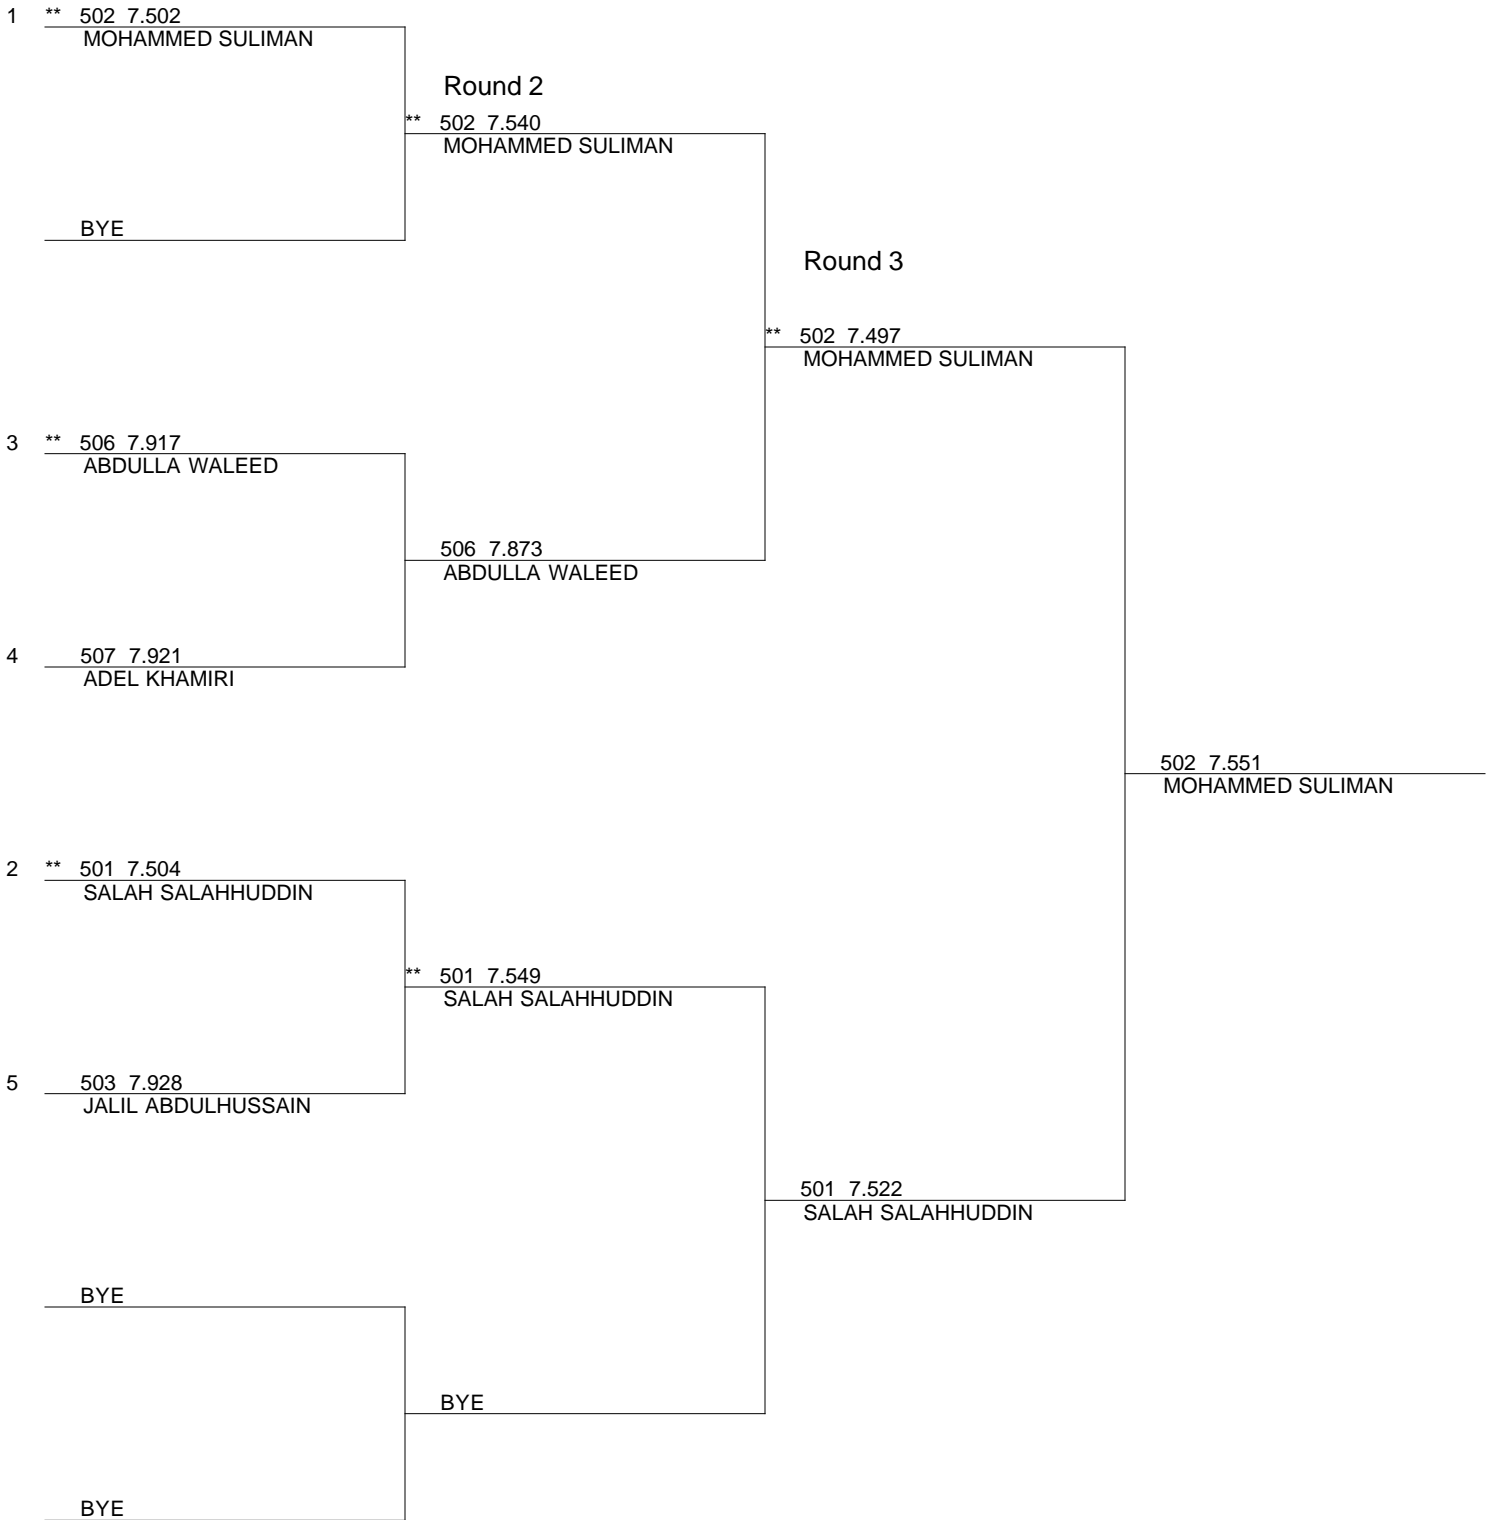 1 ** 502 7.502
MOHAMMED SULIMAN
Round 2
** 502 7.540
MOHAMMED SULIMAN
BYE
Round 3
** 502 7.497
MOHAMMED SULIMAN
3 ** 506 7.917
ABDULLA WALEED
506 7.873
ABDULLA WALEED
4 507 7.921
ADEL KHAMIRI
502 7.551
MOHAMMED SULIMAN
2 ** 501 7.504
SALAH SALAHHUDDIN
** 501 7.549
SALAH SALAHHUDDIN
5 503 7.928
JALIL ABDULHUSSAIN
501 7.522
SALAH SALAHHUDDIN
BYE
BYE
BYE